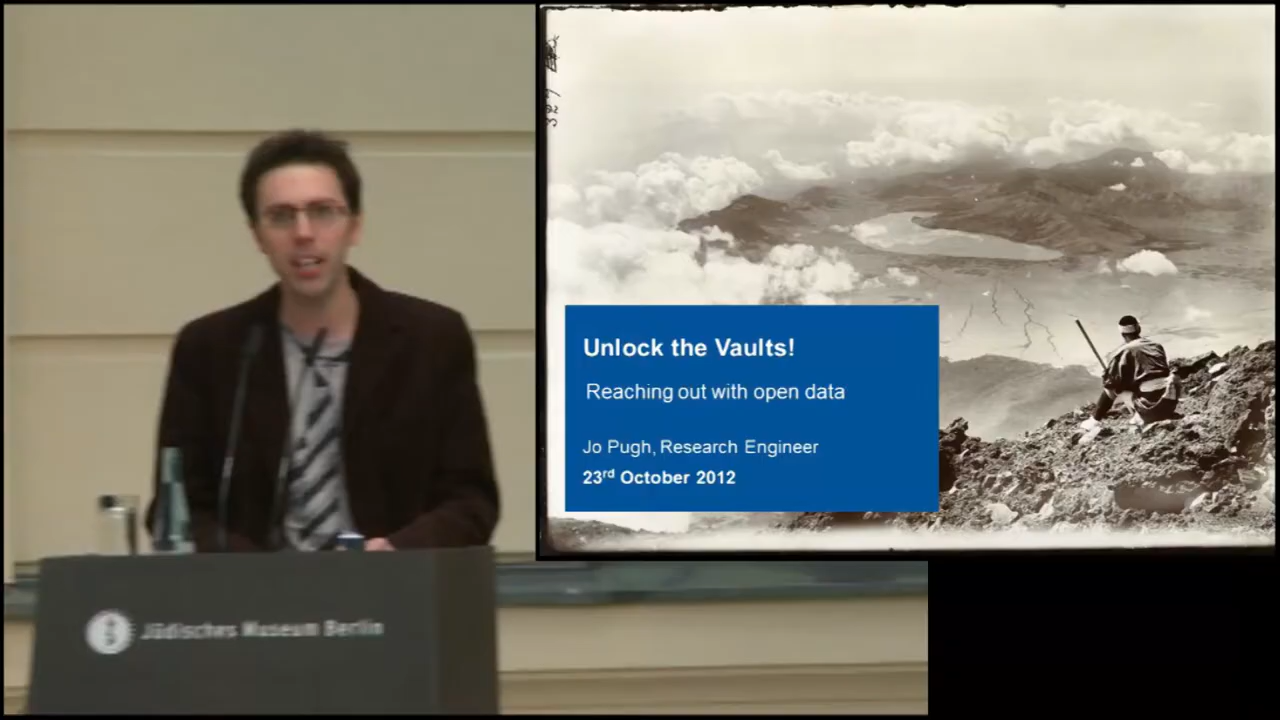 Unlock the Vaults!
Reaching out with open data
Jo Pugh, Research Engineer
23rd October 2012
Jüdisches Museum Berlin